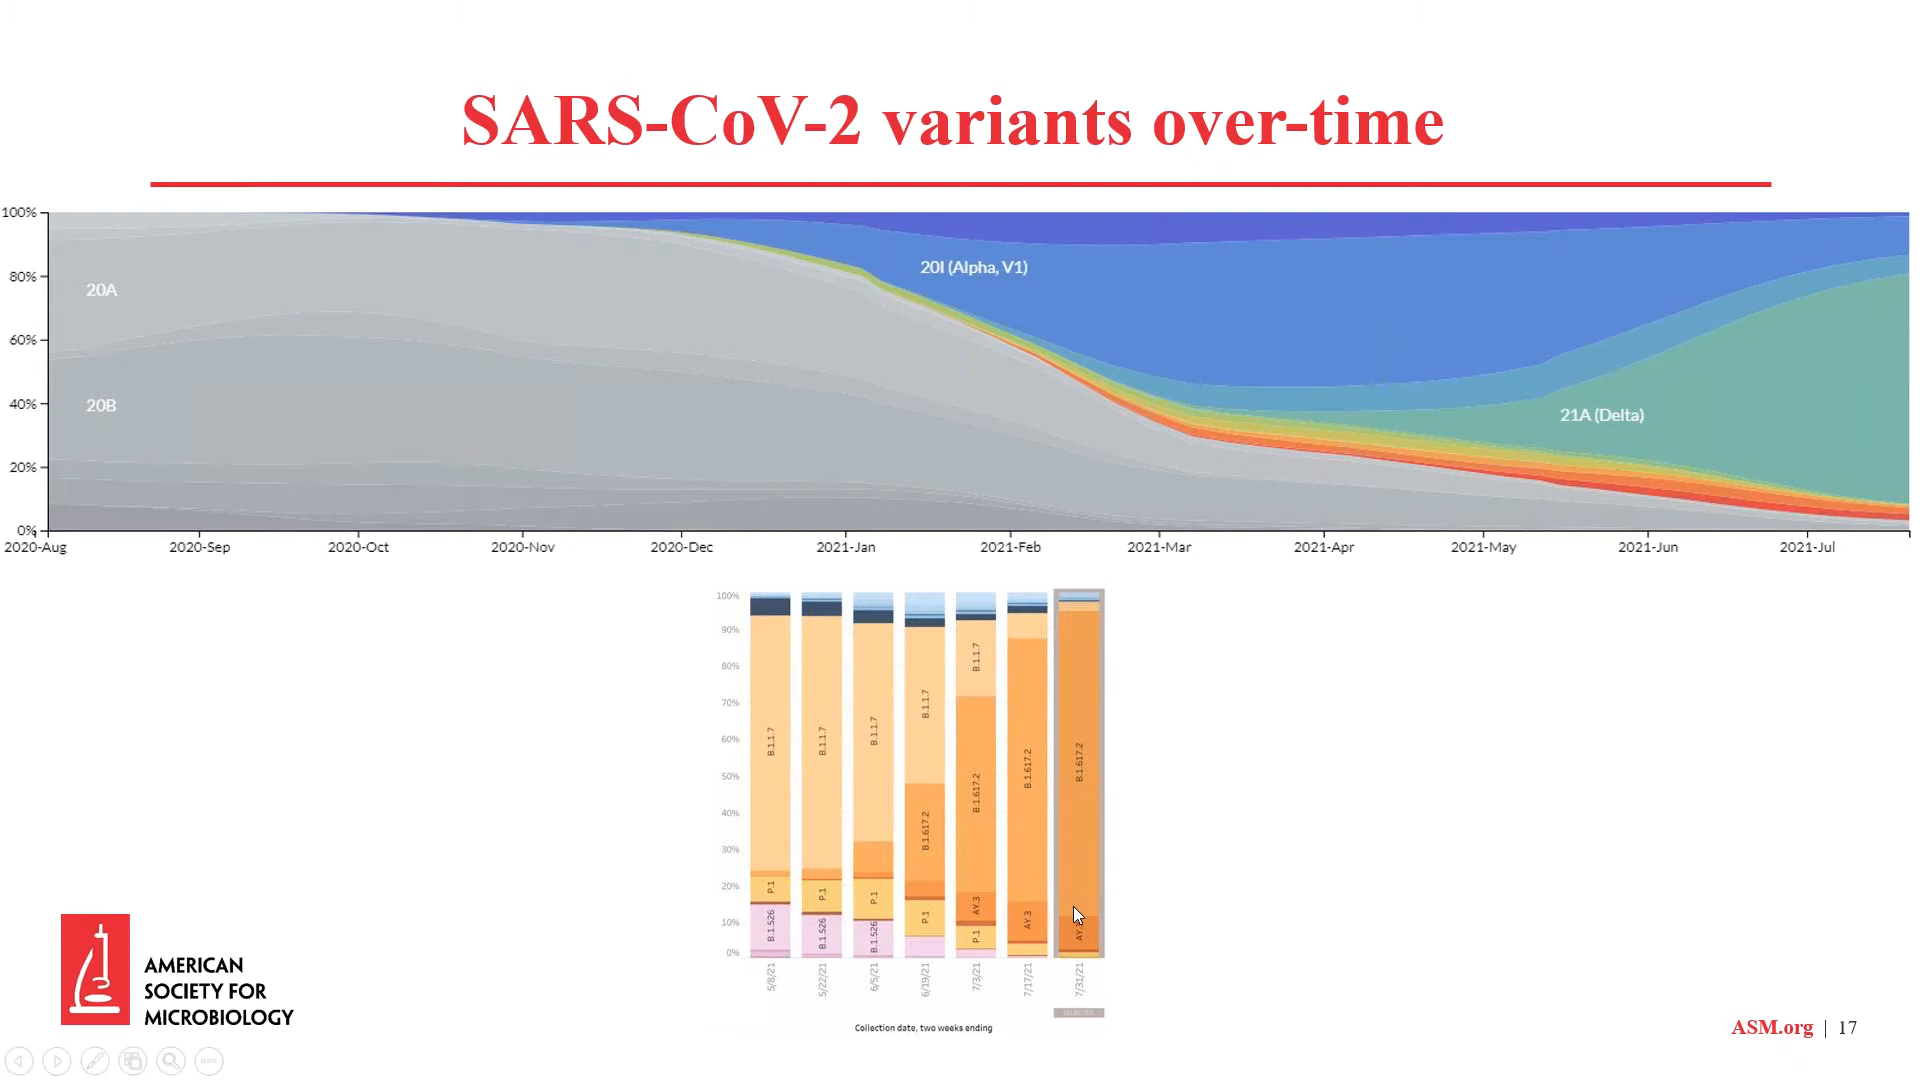 SARS-CoV-2 variants over-time
100%
80%
60%
40%
20%
0%
20A
20B
20I (Alpha, V1)
21A (Delta)
2020-Aug 2020-Sep 2020-Oct 2020-Nov 2020-Dec 2021-Jan 2021-Feb 2021-Mar 2021-Apr 2021-May 2021-Jun 2021-Jul
100%
90%
80%
70%
60%
50%
40%
30%
20%
10%
0%
B.1.1.7
P.1
B.1.526
B.1.1.7
P.1
B.1.526
B.1.1.7
P.1
B.1.526
B.1.1.7
B.1.617.2
P.1
B.1.1.7
B.1.617.2
AY.3
P.1
B.1.617.2
AY.3
B.1.617.2
5/8/21 5/22/21 6/5/21 6/19/21 7/3/21 7/17/21 7/31/21
SELECTED
Collection date, two weeks ending
AMERICAN
SOCIETY FOR
MICROBIOLOGY
ASM.org | 17